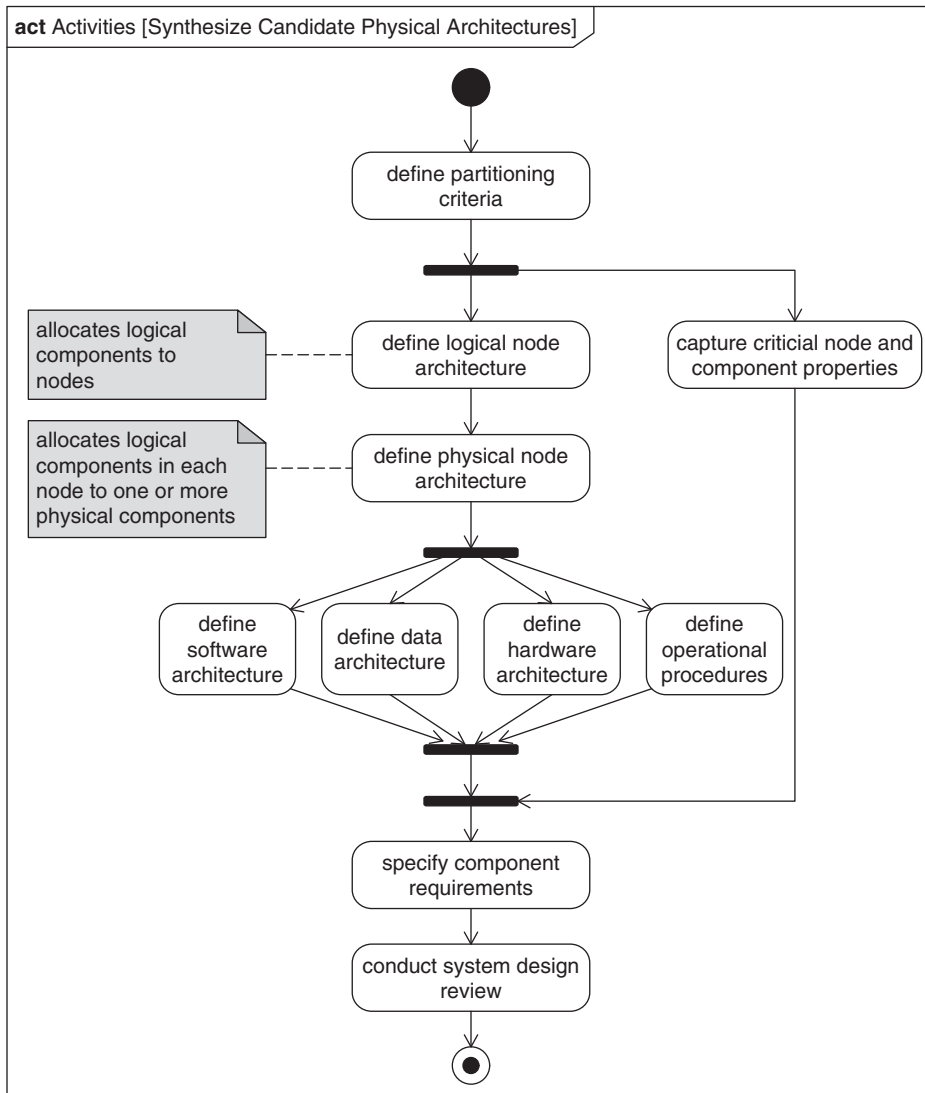 act Activities [Synthesize Candidate Physical Architectures]
define partitioning
criteria
allocates logical
components to
nodes
define logical node
architecture
capture criticial node and
component properties
allocates logical
components in each
node to one or more
physical components
define physical node
architecture
define
software
architecture
define data
architecture
define
hardware
architecture
define
operational
procedures
specify component
requirements
conduct system design
review